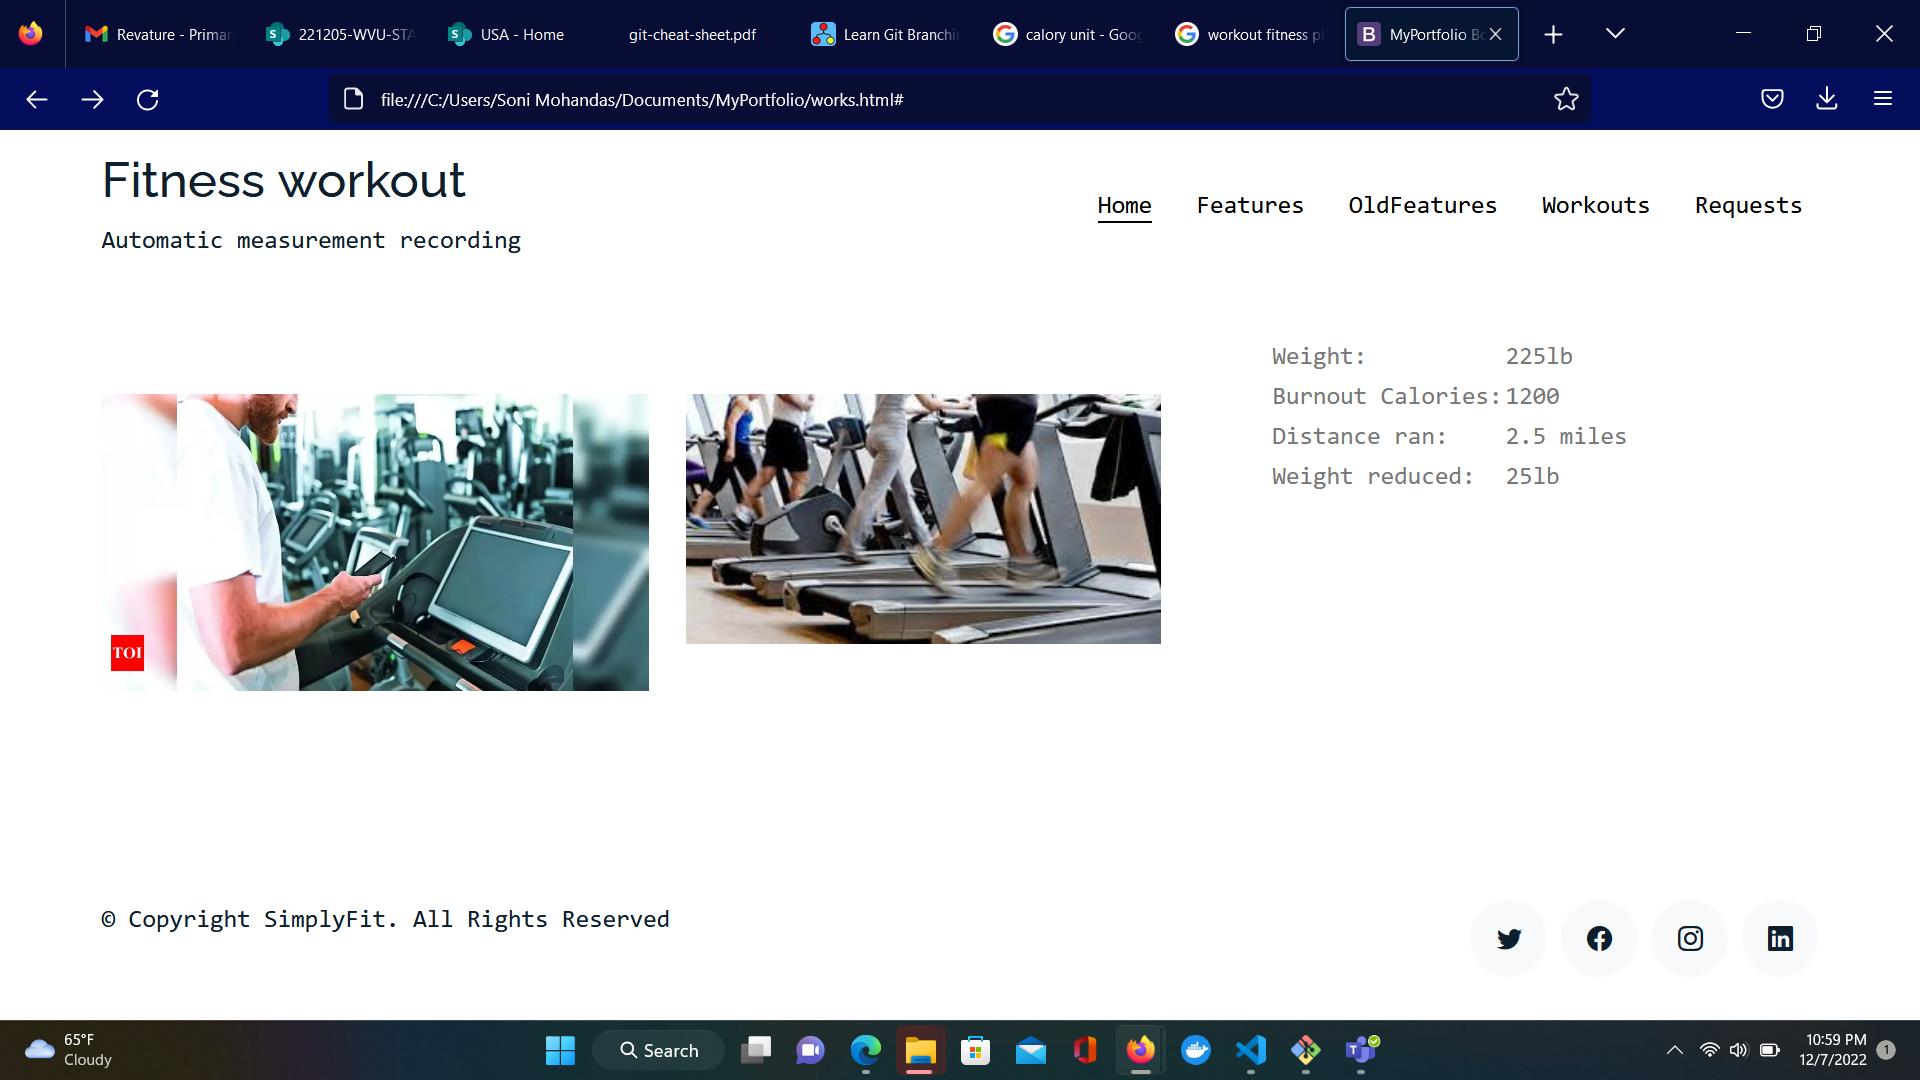 Revature - Prima
221205-WVU-STA
USA - Home
git-cheat-sheet.pdf
Learn Git Branchi
calory unit - Goo
workout fitness p
MyPortfolio Bo
file:///C:/Users/Soni Mohandas/Documents/MyPortfolio/works.html#
Fitness workout
Automatic measurement recording
Home Features OldFeatures Workouts Requests
Weight: 225lb
Burnout Calories: 1200
Distance ran: 2.5 miles
Weight reduced: 25lb
TOI
© Copyright SimplyFit. All Rights Reserved
65°F
Cloudy
Search
10:59 PM
12/7/2022
1